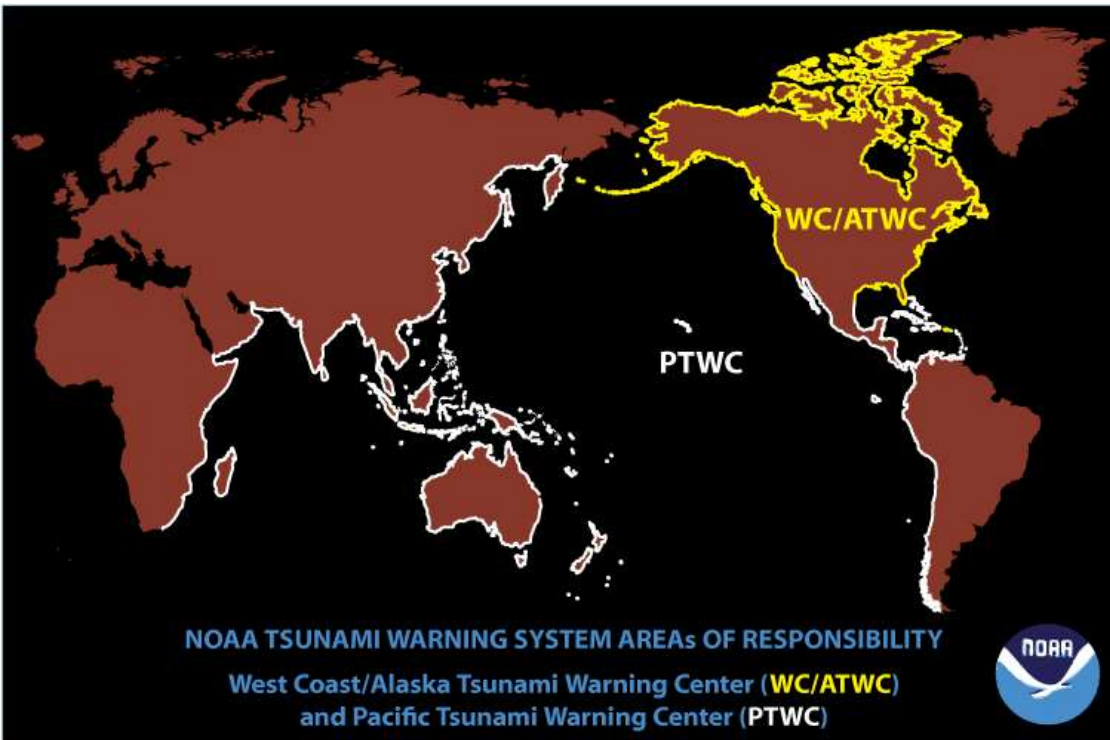 WC/ATWC
PTWC
NOAA TSUNAMI WARNING SYSTEM AREAs OF RESPONSIBILITY
West Coast/Alaska Tsunami Warning Center (WC/ATWC)
and Pacific Tsunami Warning Center (PTWC)
NOAA